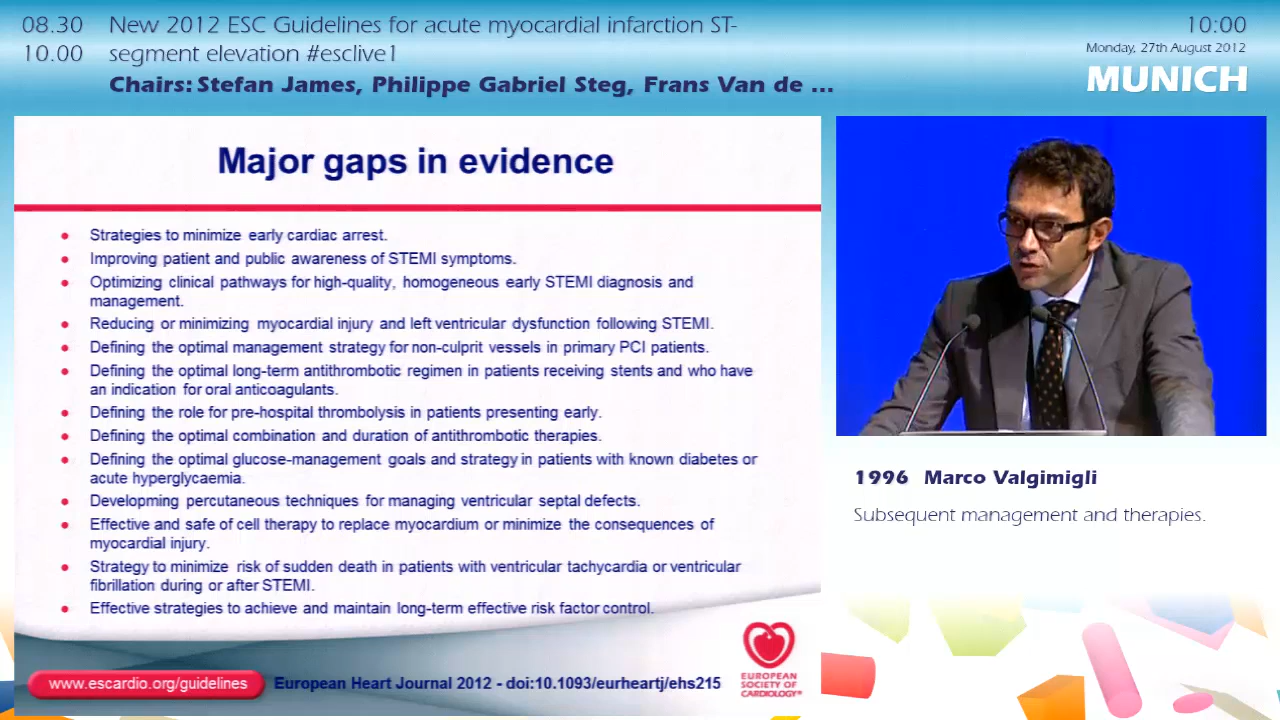 08.30
10.00
New 2012 ESC Guidelines for acute myocardial infarction ST-
segment elevation #esclive1
Chairs: Stefan James, Philippe Gabriel Steg, Frans Van de ...
10:00
Monday, 27th August 2012
MUNICH
Major gaps in evidence
• Strategies to minimize early cardiac arrest.
• Improving patient and public awareness of STEMI symptoms.
• Optimizing clinical pathways for high-quality, homogeneous early STEMI diagnosis and
management.
• Reducing or minimizing myocardial injury and left ventricular dysfunction following STEMI.
• Defining the optimal management strategy for non-culprit vessels in primary PCI patients.
• Defining the optimal long-term antithrombotic regimen in patients receiving stents and who have
an indication for oral anticoagulants.
• Defining the role for pre-hospital thrombolysis in patients presenting early.
• Defining the optimal combination and duration of antithrombotic therapies.
• Defining the optimal glucose-management goals and strategy in patients with known diabetes or
acute hyperglycaemia.
• Developming percutaneous techniques for managing ventricular septal defects.
• Effective and safe of cell therapy to replace myocardium or minimize the consequences of
myocardial injury.
• Strategy to minimize risk of sudden death in patients with ventricular tachycardia or ventricular
fibrillation during or after STEMI.
• Effective strategies to achieve and maintain long-term effective risk factor control.
www.escardio.org/guidelines
European Heart Journal 2012 - doi:10.1093/eurheartj/ehs215
EUROPEAN
SOCIETY OF
CARDIOLOGY®
1996 Marco Valgimigli
Subsequent management and therapies.